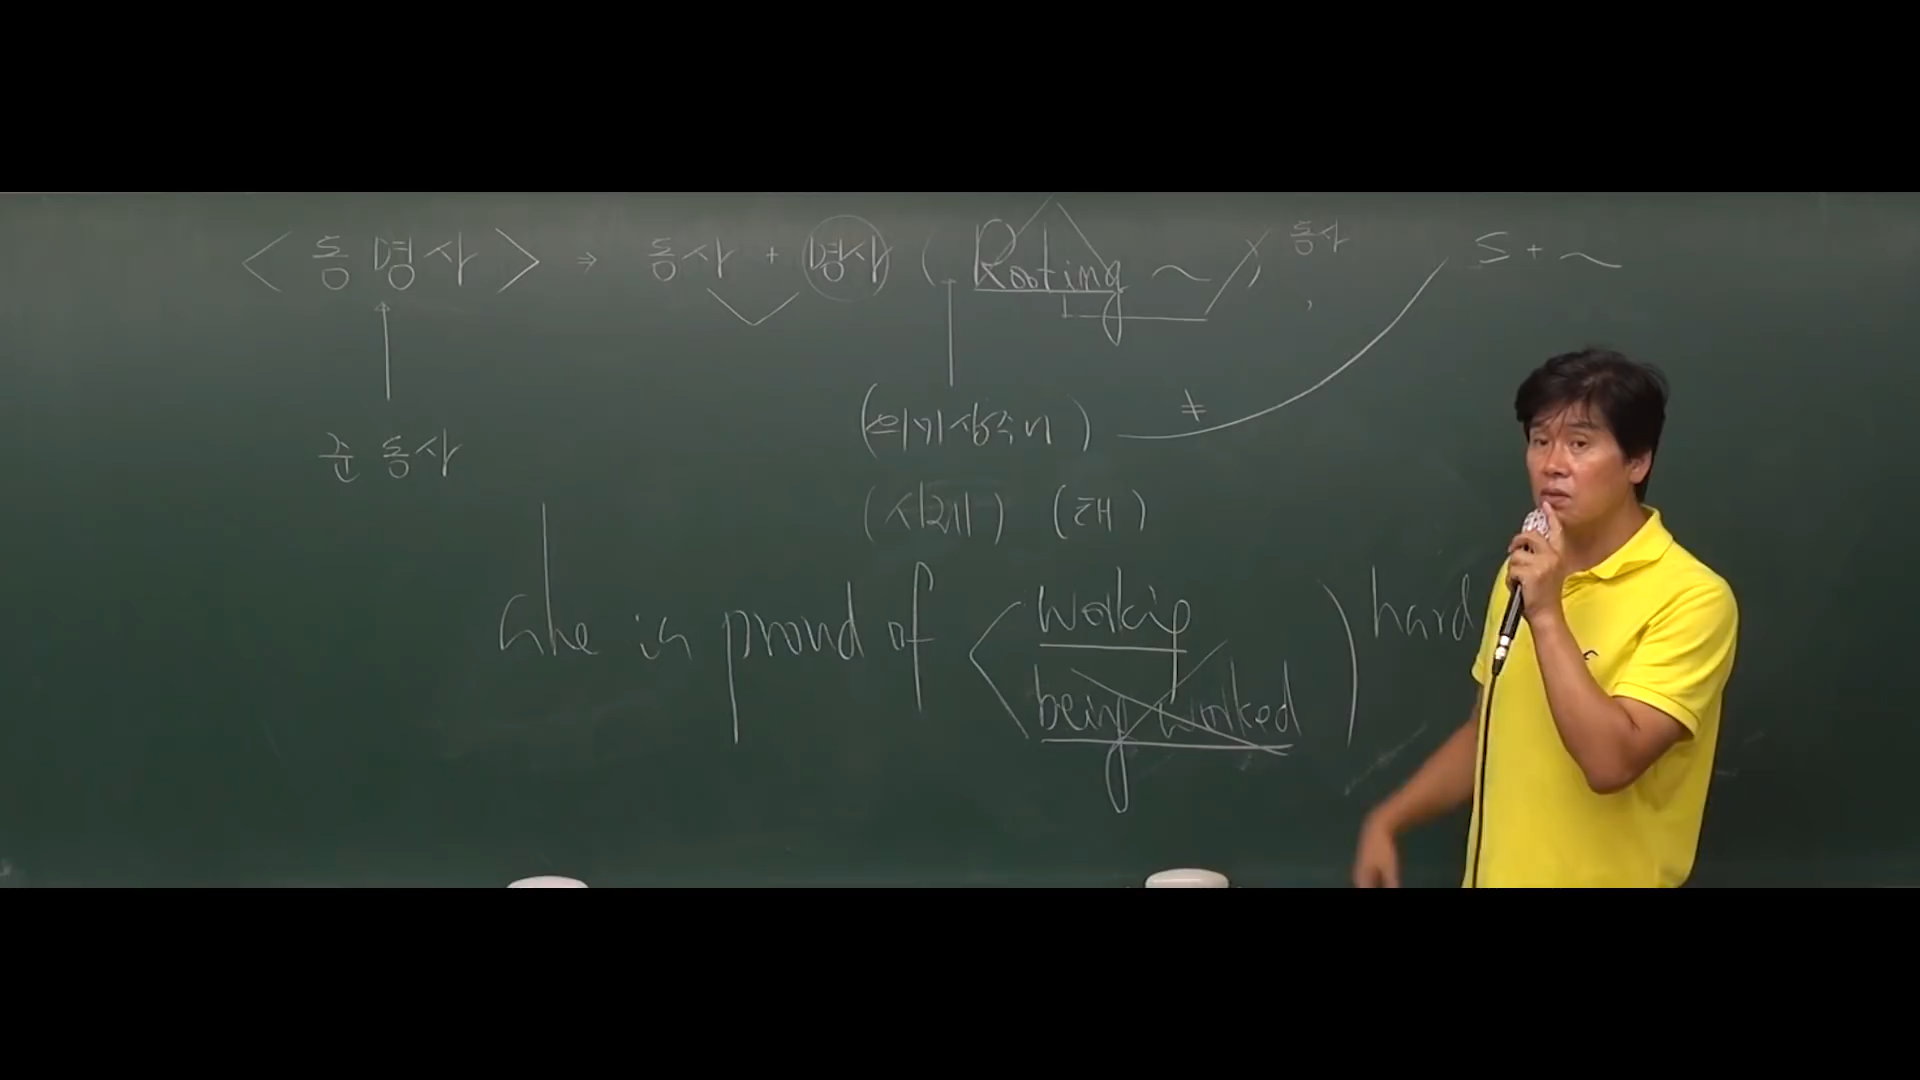 < 동명사 > ⇒ 동사 + 명사 ( Rooting ~ ) 동사 S + ~
,
(의미상주어) ≠
준동사
(시제) (태)
she is proud of < workig ) hard
being worked